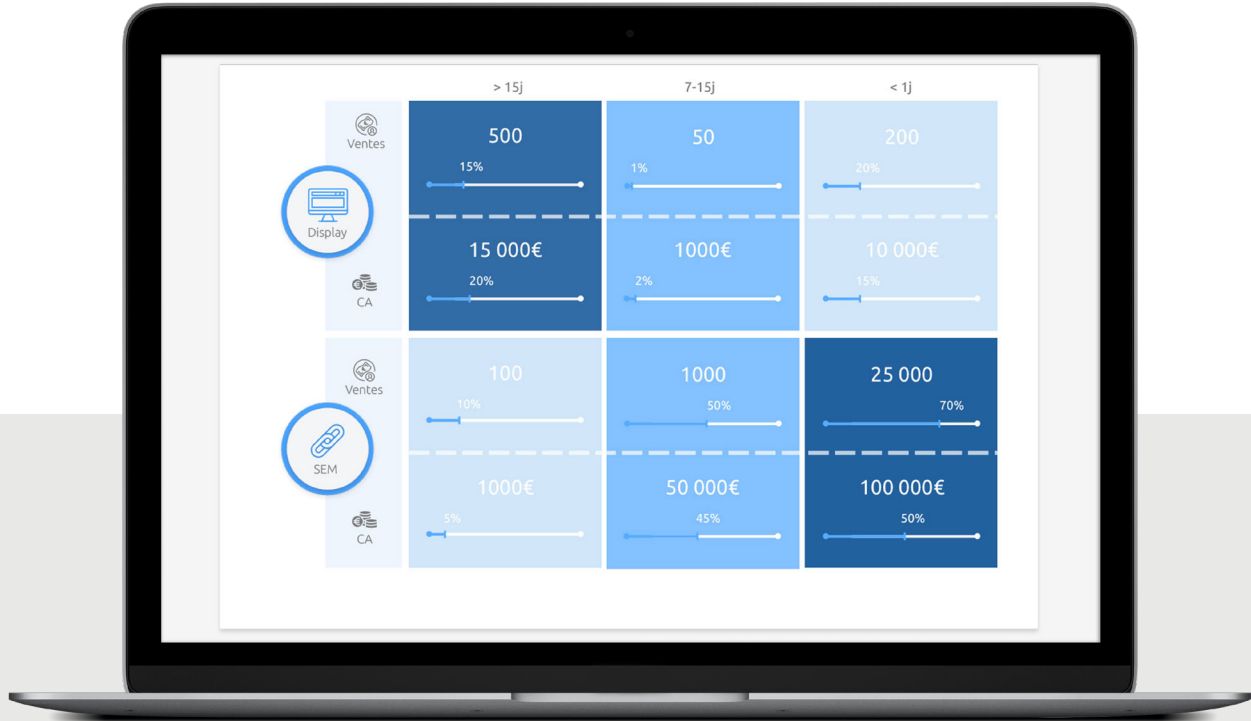 > 15j 7-15j < 1j
Ventes
500 50 200
15% 1% 20%
Display
15 000€ 1000€ 10 000€
20% 2% 15%
CA
Ventes
100 1000 25 000
10% 50% 70%
SEM
1000€ 50 000€ 100 000€
5% 45% 50%
CA